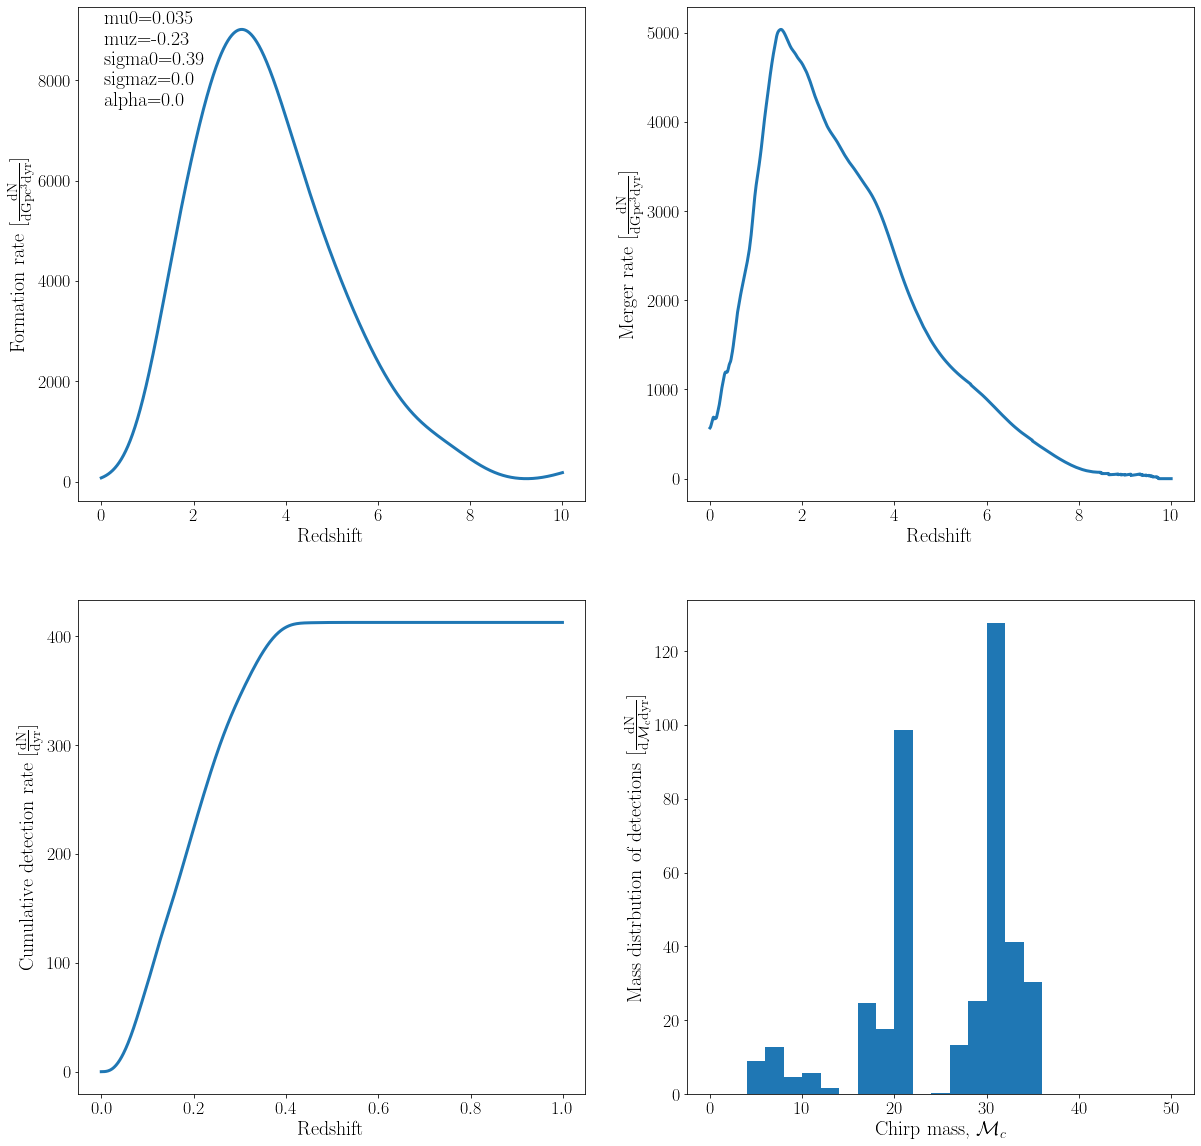 mu0=0.035
muz=-0.23
sigma0=0.39
sigmaz=0.0
alpha=0.0
Formation rate [dN/dGpc³dyr]
8000
6000
4000
2000
0
0 2 4 6 8 10
Redshift
Merger rate [dN/dGpc³dyr]
5000
4000
3000
2000
1000
0
0 2 4 6 8 10
Redshift
Cumulative detection rate [dN/dyr]
400
300
200
100
0
0.0 0.2 0.4 0.6 0.8 1.0
Redshift
Mass distrbution of detections [dN/dℳ_c dyr]
120
100
80
60
40
20
0
0 10 20 30 40 50
Chirp mass, ℳ_c